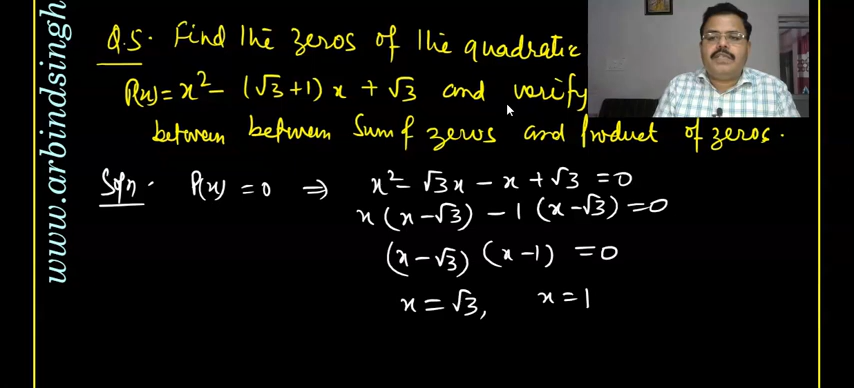 www.arbindsingh
Q.5. Find the zeros of the quadratic
P(x) = x² - (√3+1) x + √3 and verify
between between Sum of zeros and Product of zeros.
Soln. P(x) = 0 ⇒ x² - √3x - x + √3 = 0
x (x - √3) - 1 (x - √3) = 0
(x - √3) (x - 1) = 0
x = √3, x = 1